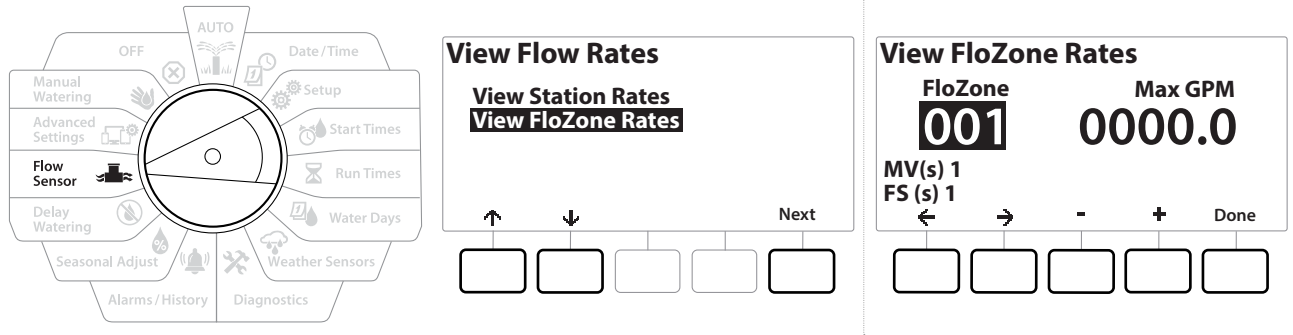 AUTO
OFF
Date / Time
Manual
Watering
Setup
Advanced
Settings
Start Times
Flow
Sensor
Run Times
Delay
Watering
Water Days
%
Seasonal Adjust
Weather Sensors
Alarms / History
Diagnostics
View Flow Rates
View Station Rates
View FloZone Rates
↑ ↓ Next
View FloZone Rates
FloZone Max GPM
001 0000.0
MV(s) 1
FS (s) 1
← → - + Done